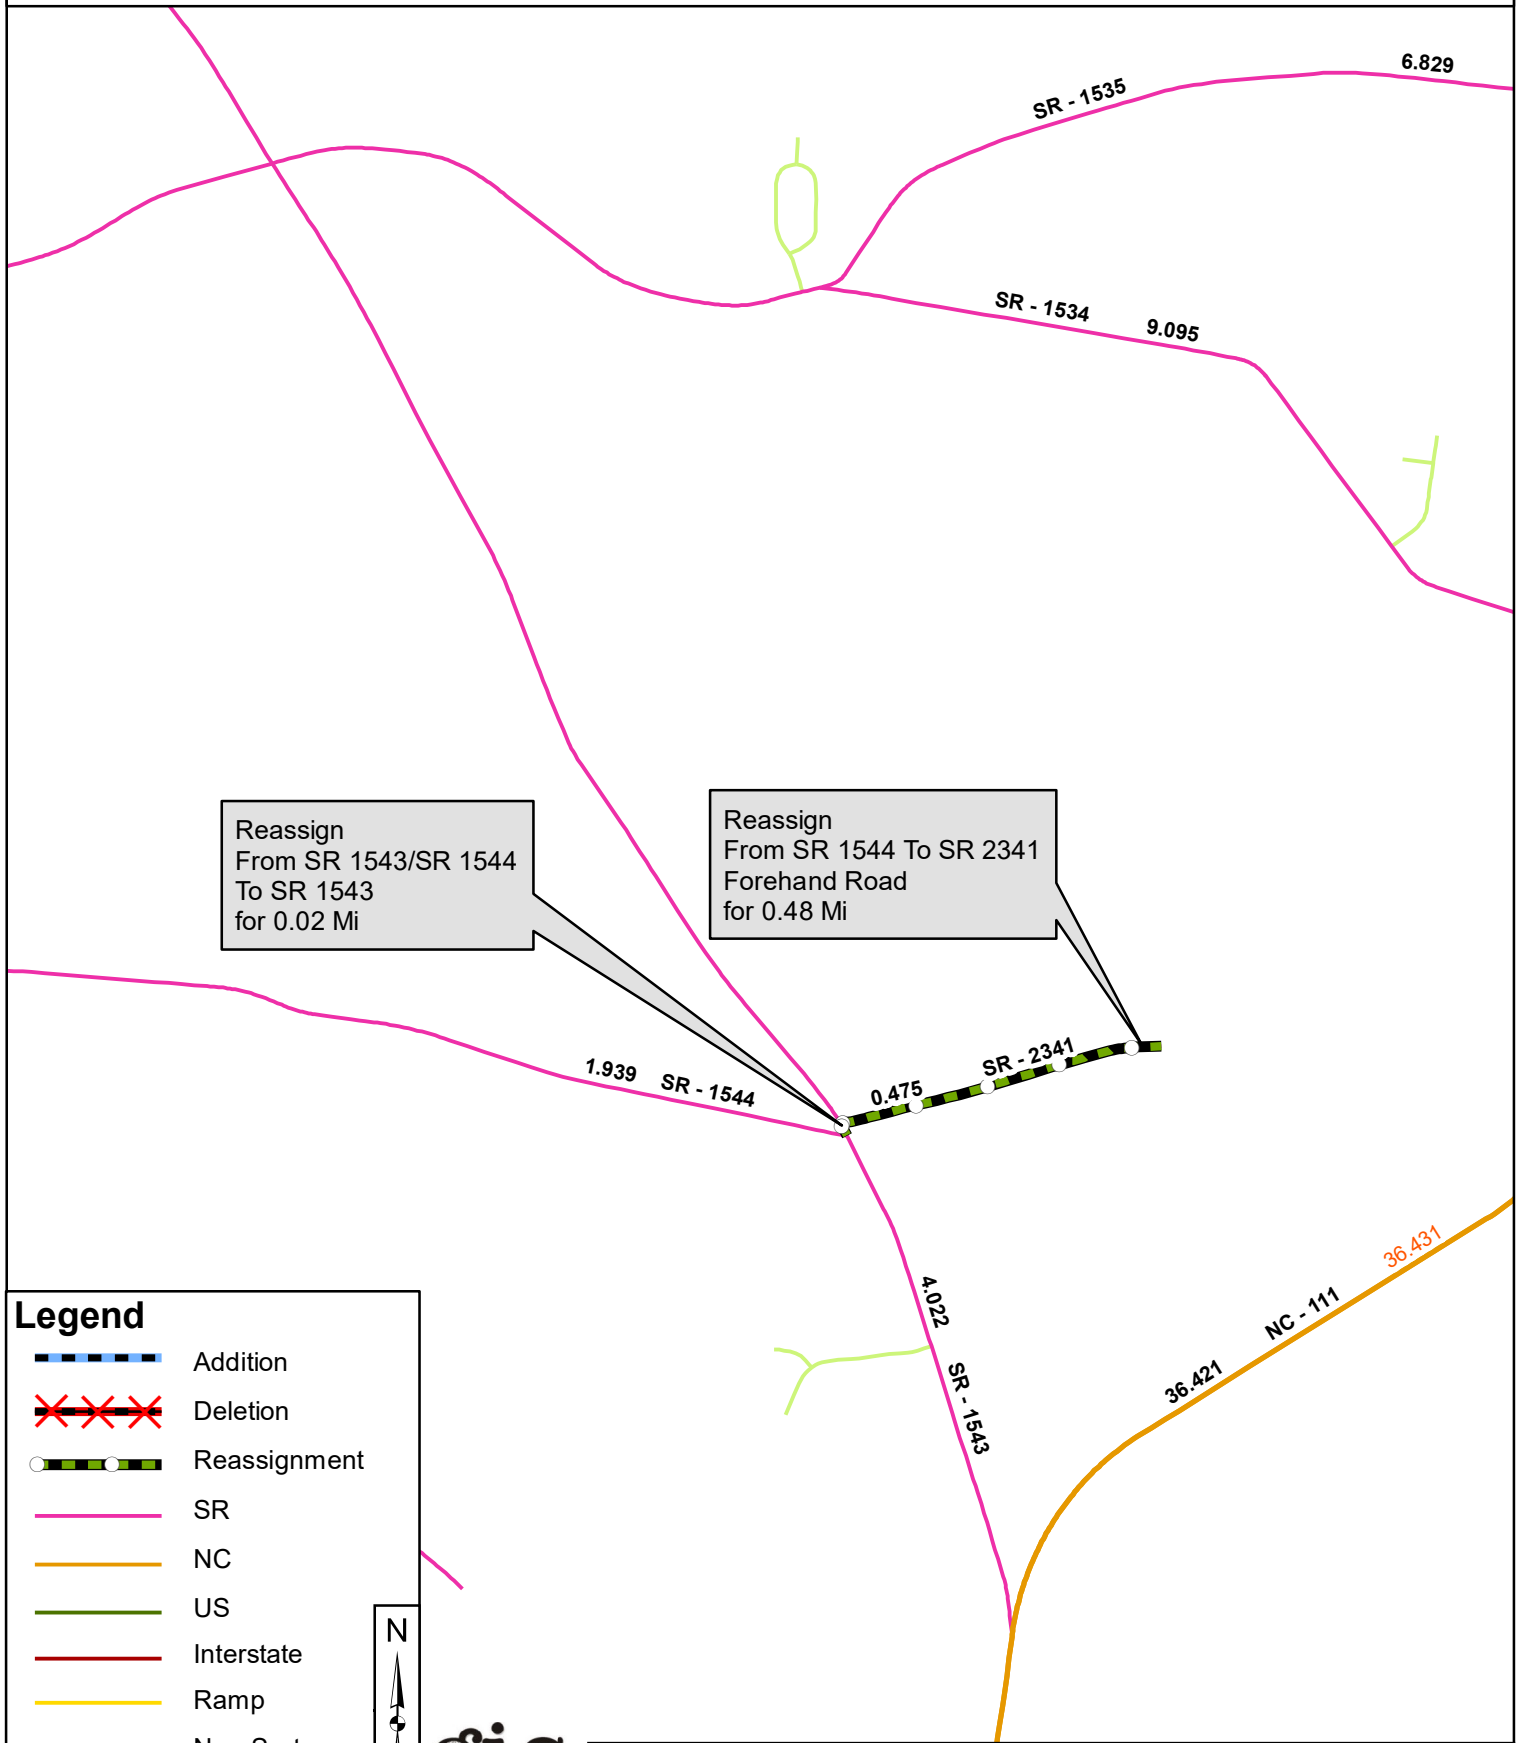 6.829
SR - 1535
SR - 1534
9.095
Reassign
From SR 1543/SR 1544
To SR 1543
for 0.02 Mi
Reassign
From SR 1544 To SR 2341
Forehand Road
for 0.48 Mi
SR - 2341
0.475
1.939
SR - 1544
36.431
NC - 111
36.421
4.022
SR - 1543
Legend
Addition
Deletion
Reassignment
SR
NC
US
Interstate
Ramp
N